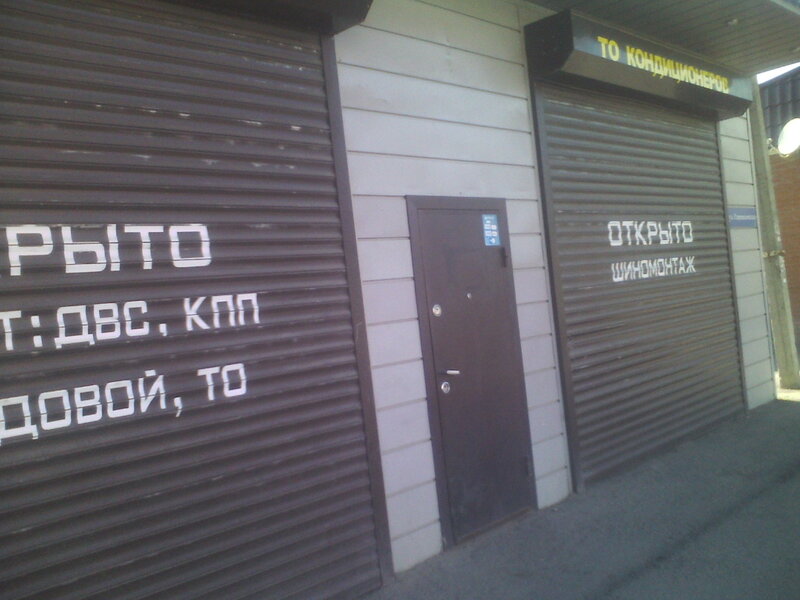 РЫТО
Т:ДВС, КПП
ДОВОЙ, ТО
ТО КОНДИЦИОНЕРОВ
ОТКРЫТО
ШИНОМОНТАЖ